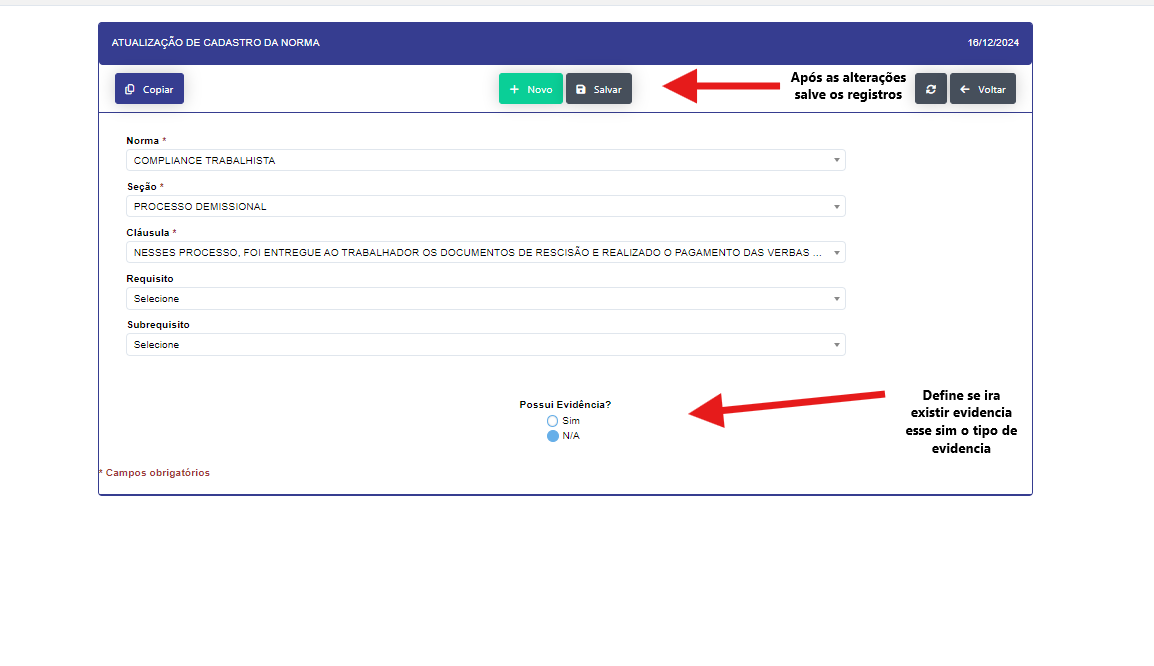 ATUALIZAÇÃO DE CADASTRO DA NORMA
16/12/2024
Copiar
Novo
Salvar
Após as alterações
salve os registros
Voltar
Norma *
COMPLIANCE TRABALHISTA
Seção *
PROCESSO DEMISSIONAL
Cláusula *
NESSES PROCESSO, FOI ENTREGUE AO TRABALHADOR OS DOCUMENTOS DE RESCISÃO E REALIZADO O PAGAMENTO DAS VERBAS ...
Requisito
Selecione
Subrequisito
Selecione
Possui Evidência?
Sim
N/A
Define se ira
existir evidencia
esse sim o tipo de
evidencia
* Campos obrigatórios